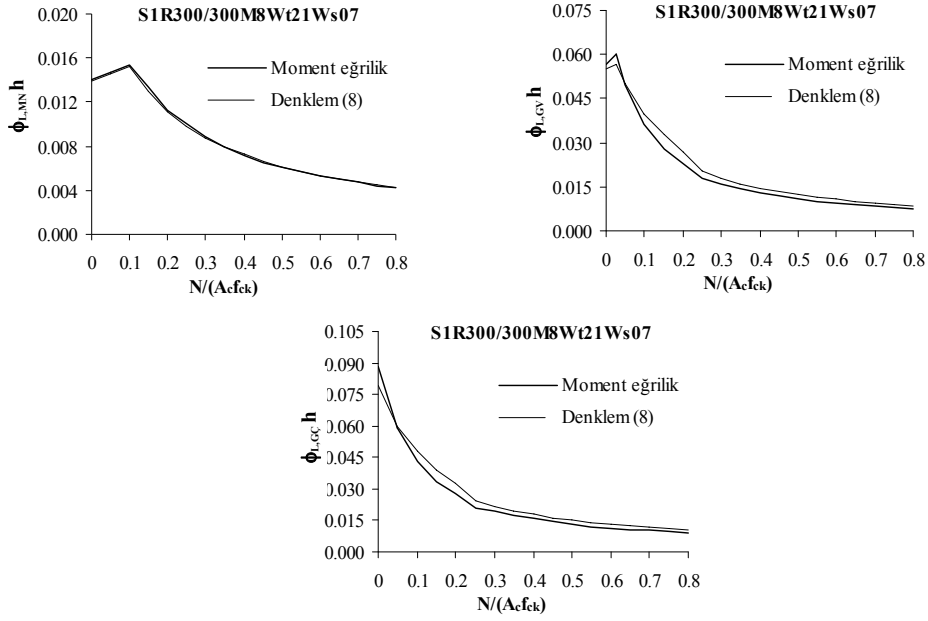 S1R300/300M8Wt21Ws07
0.020
0.016
0.012
0.008
0.004
0.000
ϕL,MN h
Moment eğrilik
Denklem (8)
0 0.1 0.2 0.3 0.4 0.5 0.6 0.7 0.8
N/(Acfck)
S1R300/300M8Wt21Ws07
0.075
0.060
0.045
0.030
0.015
0.000
ϕL,GV h
Moment eğrilik
Denklem (8)
0 0.1 0.2 0.3 0.4 0.5 0.6 0.7 0.8
N/(Acfck)
S1R300/300M8Wt21Ws07
0.105
0.090
0.075
0.060
0.045
0.030
0.015
0.000
ϕL,GÇ h
Moment eğrilik
Denklem (8)
0 0.1 0.2 0.3 0.4 0.5 0.6 0.7 0.8
N/(Acfck)